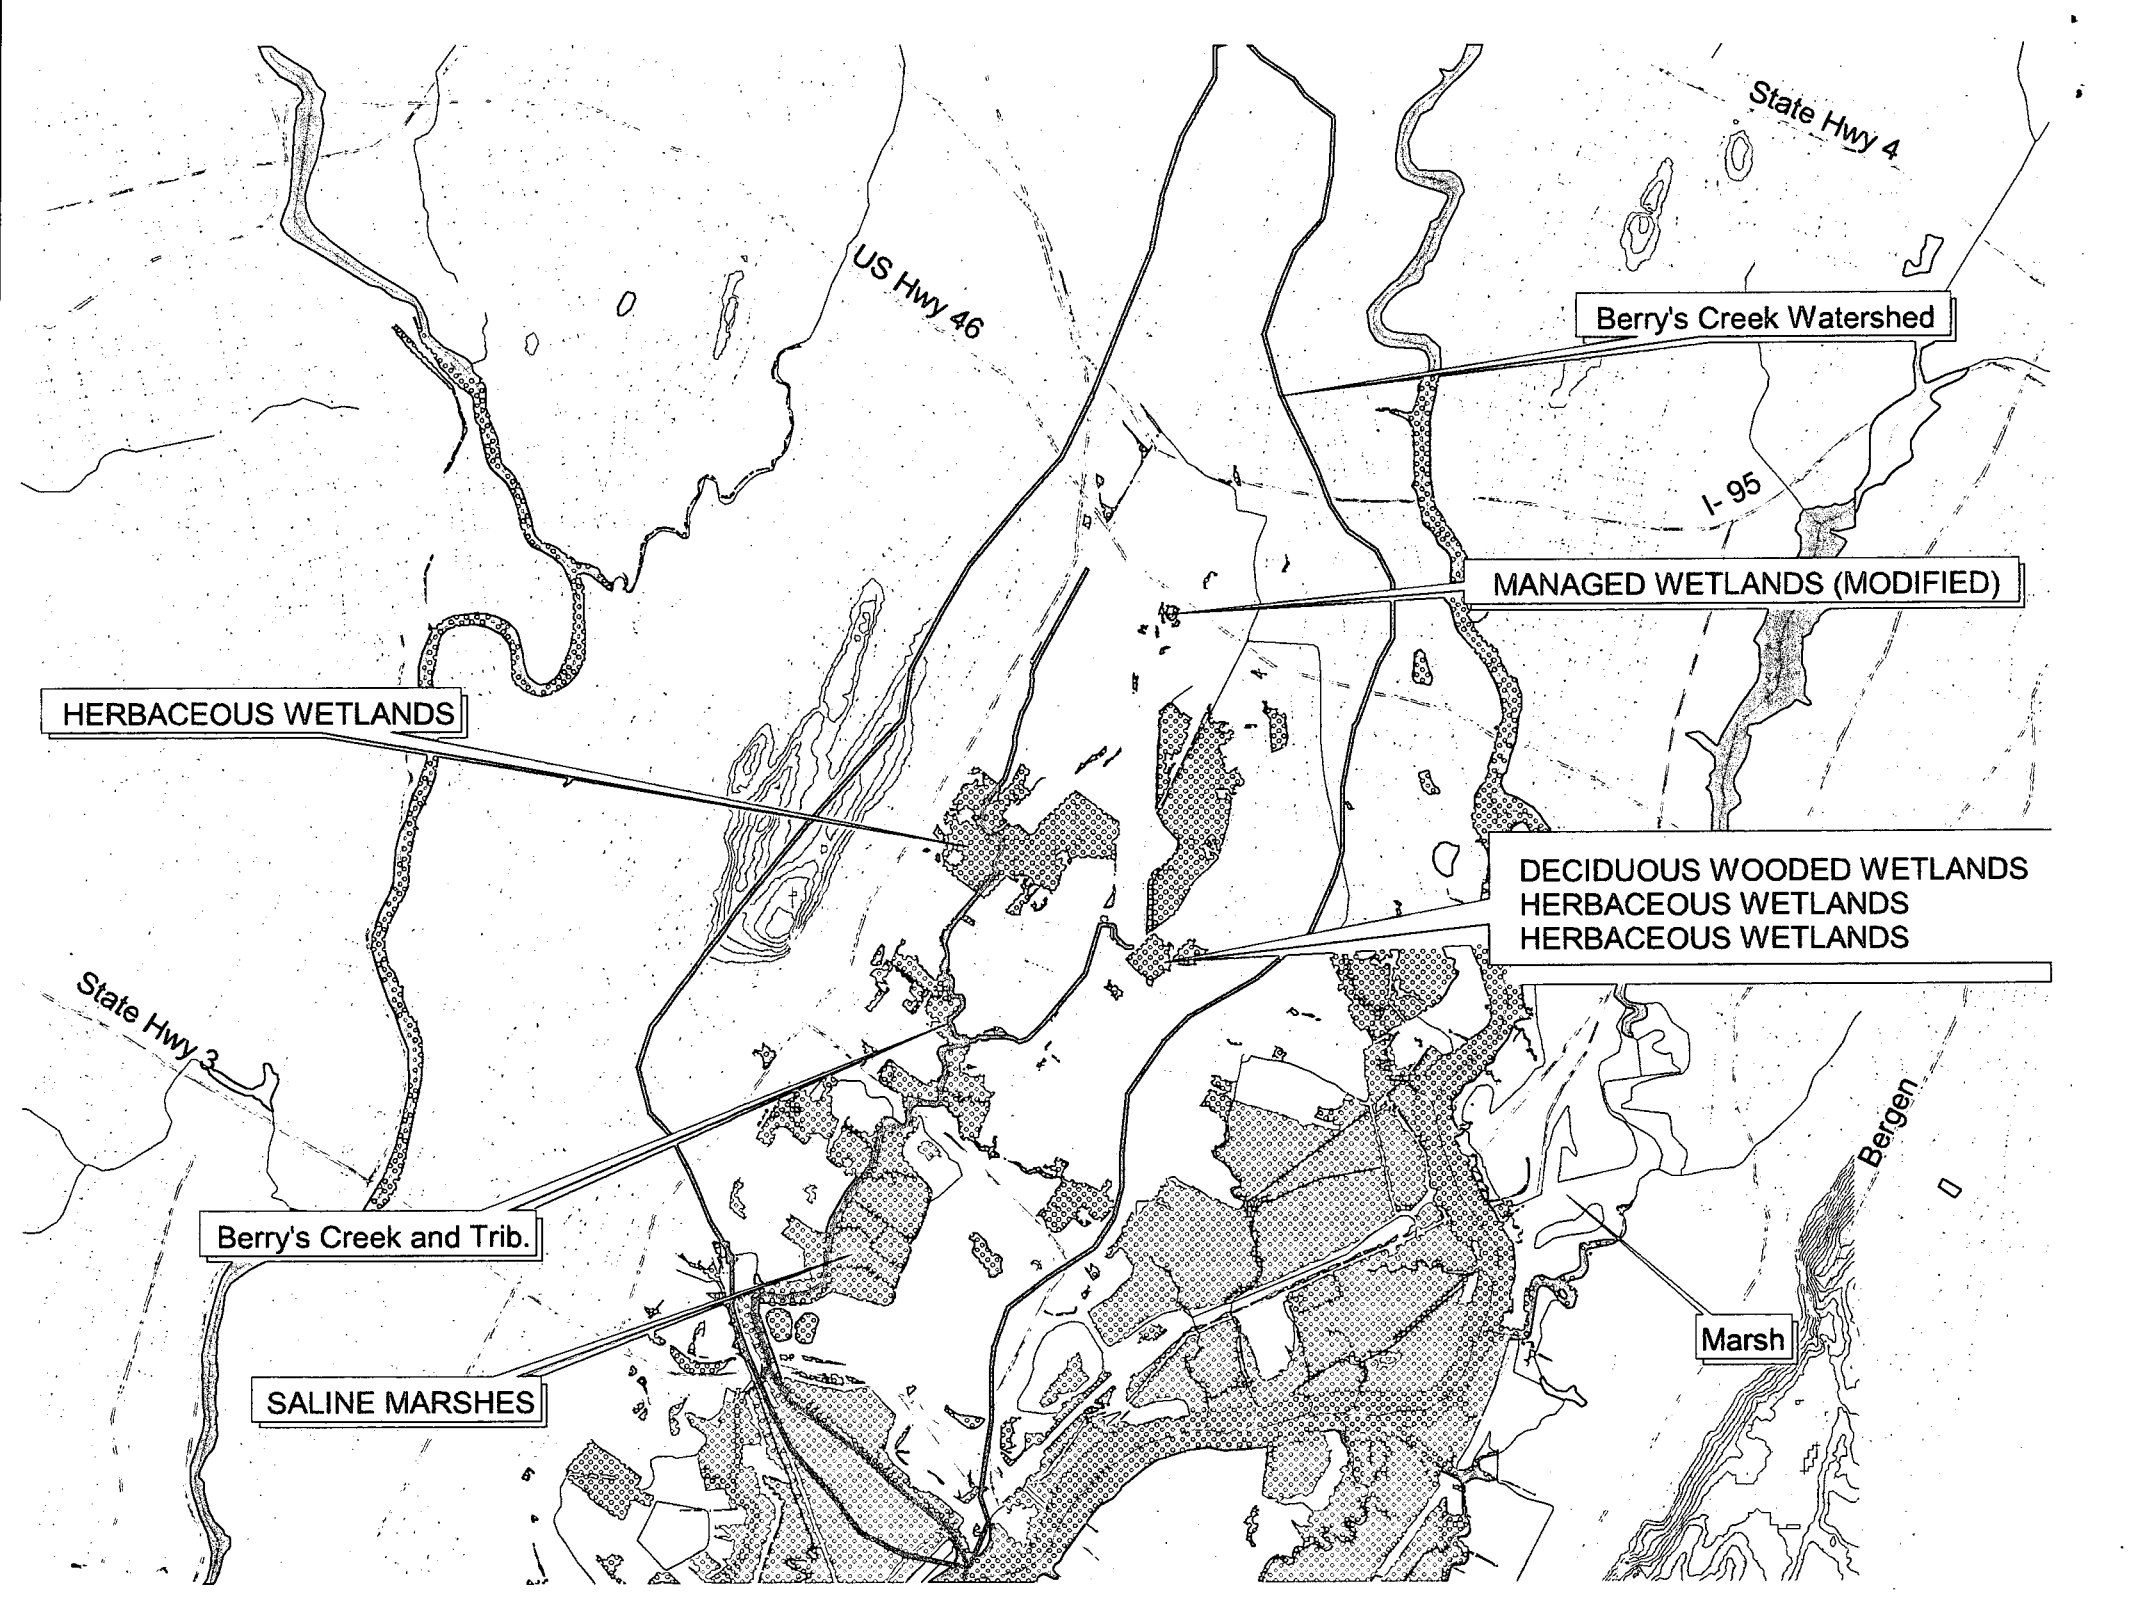 State Hwy 4
US Hwy 46
Berry's Creek Watershed
I- 95
MANAGED WETLANDS (MODIFIED)
HERBACEOUS WETLANDS
DECIDUOUS WOODED WETLANDS
HERBACEOUS WETLANDS
HERBACEOUS WETLANDS
State Hwy 3
Bergen
Berry's Creek and Trib.
Marsh
SALINE MARSHES